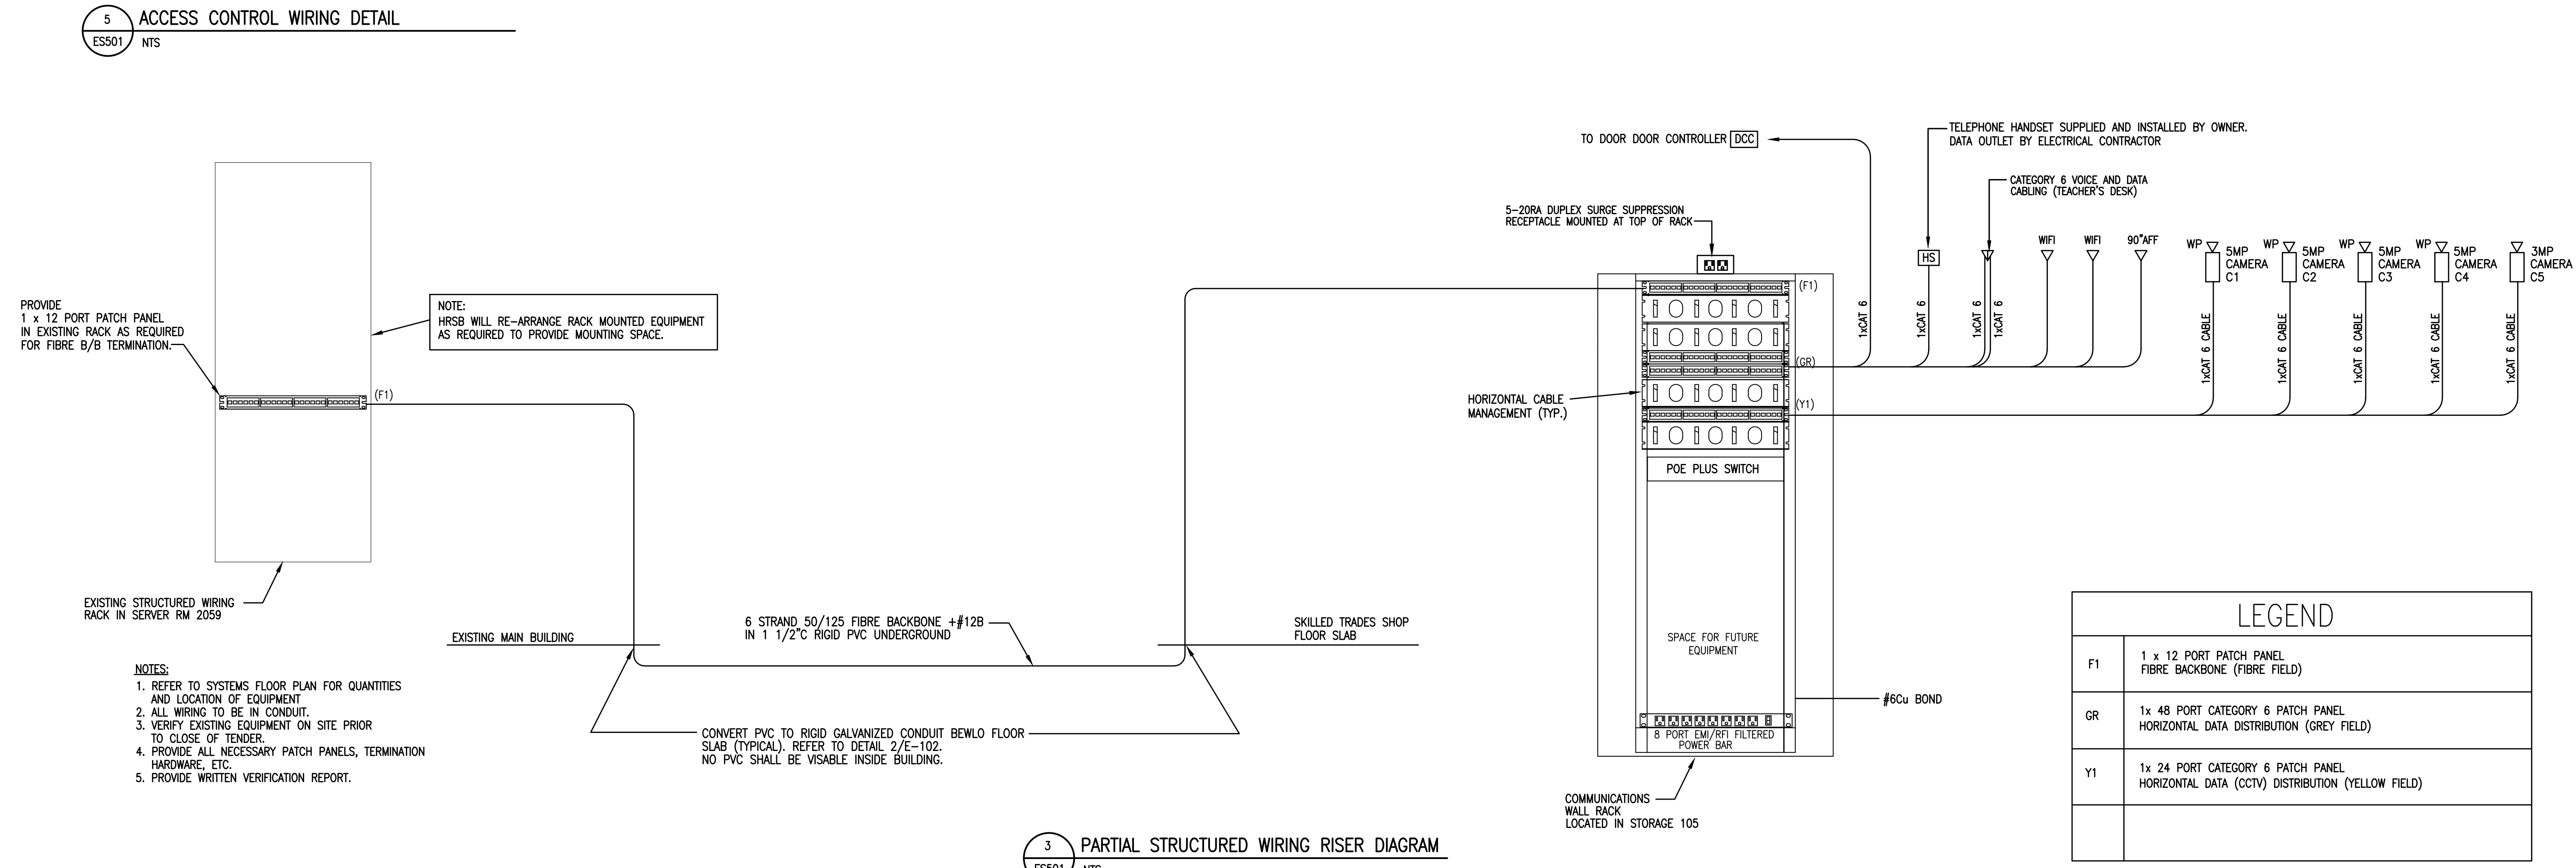 5
ES501
ACCESS CONTROL WIRING DETAIL
NTS
TO DOOR DOOR CONTROLLER DCC
TELEPHONE HANDSET SUPPLIED AND INSTALLED BY OWNER.
DATA OUTLET BY ELECTRICAL CONTRACTOR
CATEGORY 6 VOICE AND DATA
CABLING (TEACHER'S DESK)
5-20RA DUPLEX SURGE SUPPRESSION
RECEPTACLE MOUNTED AT TOP OF RACK
HS
WIFI
WIFI
90"AFF
WP
5MP
CAMERA
C1
WP
5MP
CAMERA
C2
WP
5MP
CAMERA
C3
WP
5MP
CAMERA
C4
3MP
CAMERA
C5
1xCAT 6
1xCAT 6
1xCAT 6
1xCAT 6
1xCAT 6 CABLE
1xCAT 6 CABLE
1xCAT 6 CABLE
1xCAT 6 CABLE
1xCAT 6 CABLE
PROVIDE
1 x 12 PORT PATCH PANEL
IN EXISTING RACK AS REQUIRED
FOR FIBRE B/B TERMINATION.
NOTE:
HRSB WILL RE-ARRANGE RACK MOUNTED EQUIPMENT
AS REQUIRED TO PROVIDE MOUNTING SPACE.
(F1)
(F1)
(GR)
(Y1)
HORIZONTAL CABLE
MANAGEMENT (TYP.)
POE PLUS SWITCH
SPACE FOR FUTURE
EQUIPMENT
#6Cu BOND
8 PORT EMI/RFI FILTERED
POWER BAR
COMMUNICATIONS
WALL RACK
LOCATED IN STORAGE 105
EXISTING STRUCTURED WIRING
RACK IN SERVER RM 2059
EXISTING MAIN BUILDING
6 STRAND 50/125 FIBRE BACKBONE +#12B
IN 1 1/2"C RIGID PVC UNDERGROUND
SKILLED TRADES SHOP
FLOOR SLAB
CONVERT PVC TO RIGID GALVANIZED CONDUIT BEWLO FLOOR
SLAB (TYPICAL). REFER TO DETAIL 2/E-102.
NO PVC SHALL BE VISABLE INSIDE BUILDING.
NOTES:
1. REFER TO SYSTEMS FLOOR PLAN FOR QUANTITIES
AND LOCATION OF EQUIPMENT
2. ALL WIRING TO BE IN CONDUIT.
3. VERIFY EXISTING EQUIPMENT ON SITE PRIOR
TO CLOSE OF TENDER.
4. PROVIDE ALL NECESSARY PATCH PANELS, TERMINATION
HARDWARE, ETC.
5. PROVIDE WRITTEN VERIFICATION REPORT.
LEGEND
F1
1 x 12 PORT PATCH PANEL
FIBRE BACKBONE (FIBRE FIELD)
GR
1x 48 PORT CATEGORY 6 PATCH PANEL
HORIZONTAL DATA DISTRIBUTION (GREY FIELD)
Y1
1x 24 PORT CATEGORY 6 PATCH PANEL
HORIZONTAL DATA (CCTV) DISTRIBUTION (YELLOW FIELD)
3
ES501
PARTIAL STRUCTURED WIRING RISER DIAGRAM
NTS